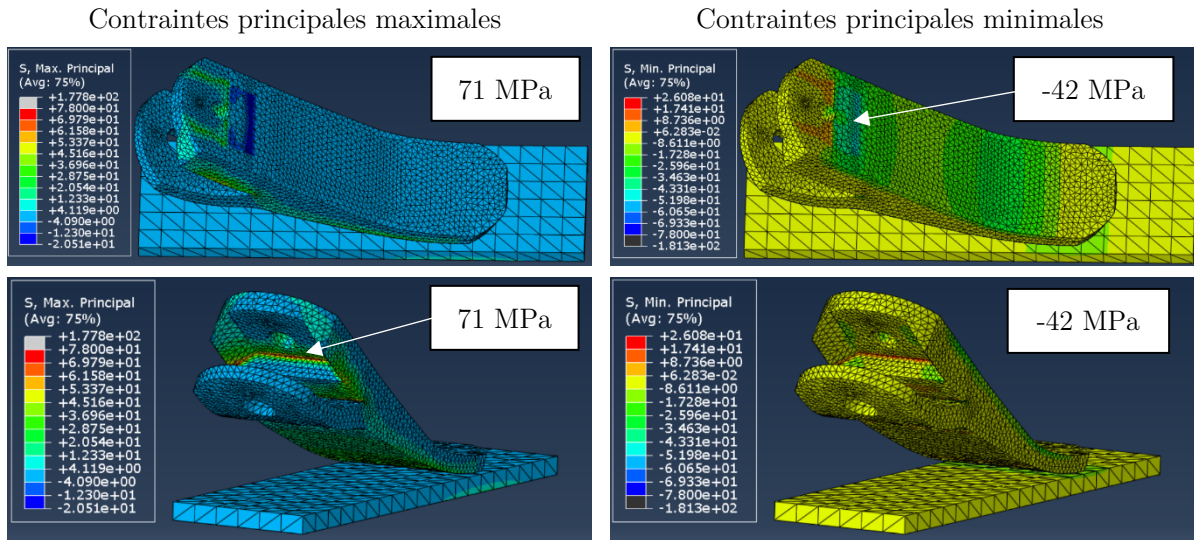 Contraintes principales maximales
Contraintes principales minimales
S, Max. Principal
(Avg: 75%)
+1.778e+02
+7.800e+01
+6.979e+01
+6.158e+01
+5.337e+01
+4.516e+01
+3.696e+01
+2.875e+01
+2.054e+01
+1.233e+01
+4.119e+00
-4.090e+00
-1.230e+01
-2.051e+01
71 MPa
S, Min. Principal
(Avg: 75%)
+2.608e+01
+1.741e+01
+8.736e+00
+6.283e-02
-8.611e+00
-1.728e+01
-2.596e+01
-3.463e+01
-4.331e+01
-5.198e+01
-6.065e+01
-6.933e+01
-7.800e+01
-1.813e+02
-42 MPa
S, Max. Principal
(Avg: 75%)
+1.778e+02
+7.800e+01
+6.979e+01
+6.158e+01
+5.337e+01
+4.516e+01
+3.696e+01
+2.875e+01
+2.054e+01
+1.233e+01
+4.119e+00
-4.090e+00
-1.230e+01
-2.051e+01
71 MPa
S, Min. Principal
(Avg: 75%)
+2.608e+01
+1.741e+01
+8.736e+00
+6.283e-02
-8.611e+00
-1.728e+01
-2.596e+01
-3.463e+01
-4.331e+01
-5.198e+01
-6.065e+01
-6.933e+01
-7.800e+01
-1.813e+02
-42 MPa